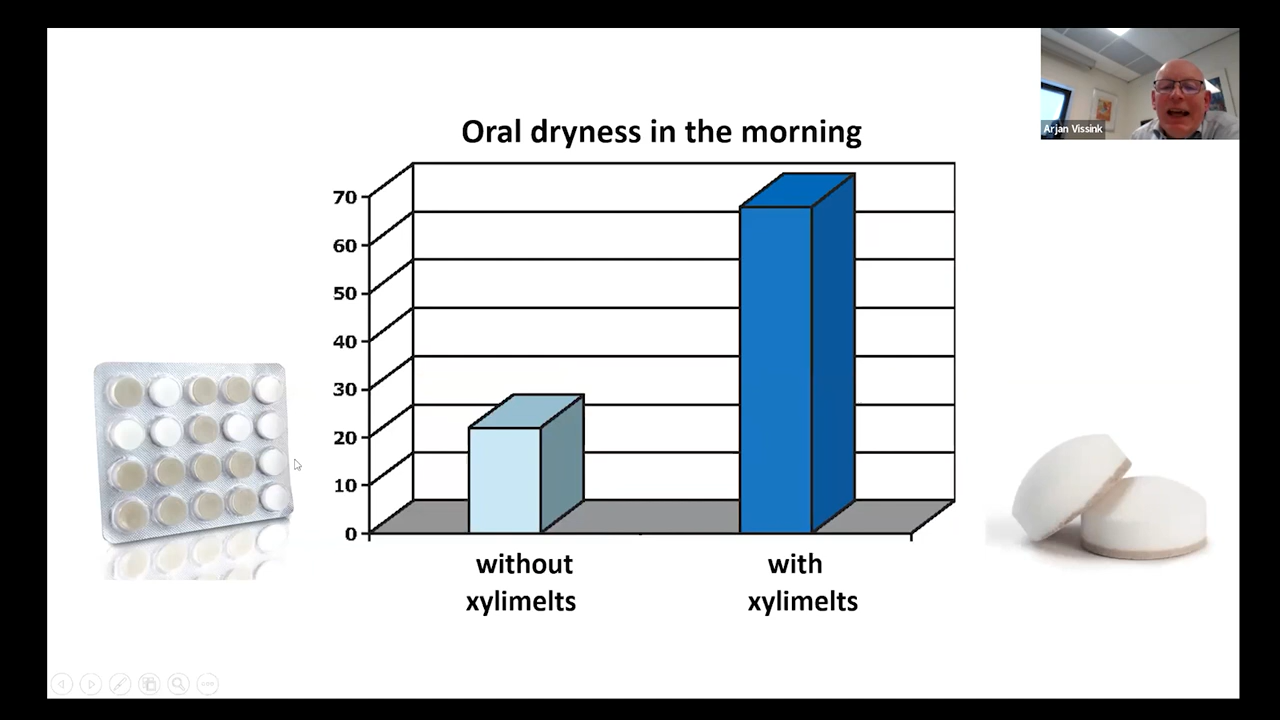 Oral dryness in the morning
Arjan Vissink
70
60
50
40
30
20
10
0
without
xylimelts
with
xylimelts